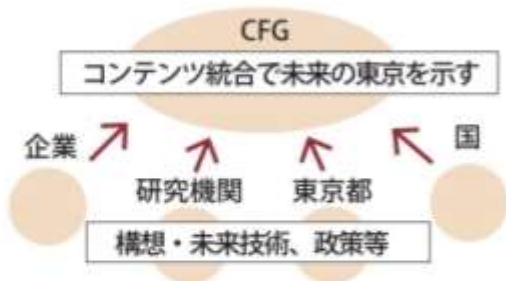 CFG
コンテンツ統合で未来の東京を示す
企業
国
研究機関
東京都
構想・未来技術、政策等